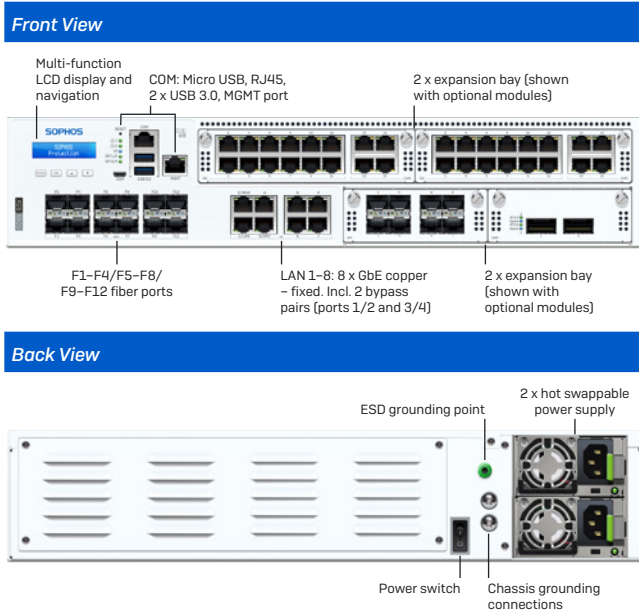 Front View
Multi-function
LCD display and
navigation
COM: Micro USB, RJ45,
2 x USB 3.0, MGMT port
2 x expansion bay (shown
with optional modules)
SOPHOS
SOPHOS
Protection
F1–F4/F5–F8/
F9–F12 fiber ports
LAN 1–8: 8 x GbE copper
– fixed. Incl. 2 bypass
pairs (ports 1/2 and 3/4)
2 x expansion bay
(shown with
optional modules)
Back View
ESD grounding point
2 x hot swappable
power supply
Power switch
Chassis grounding
connections